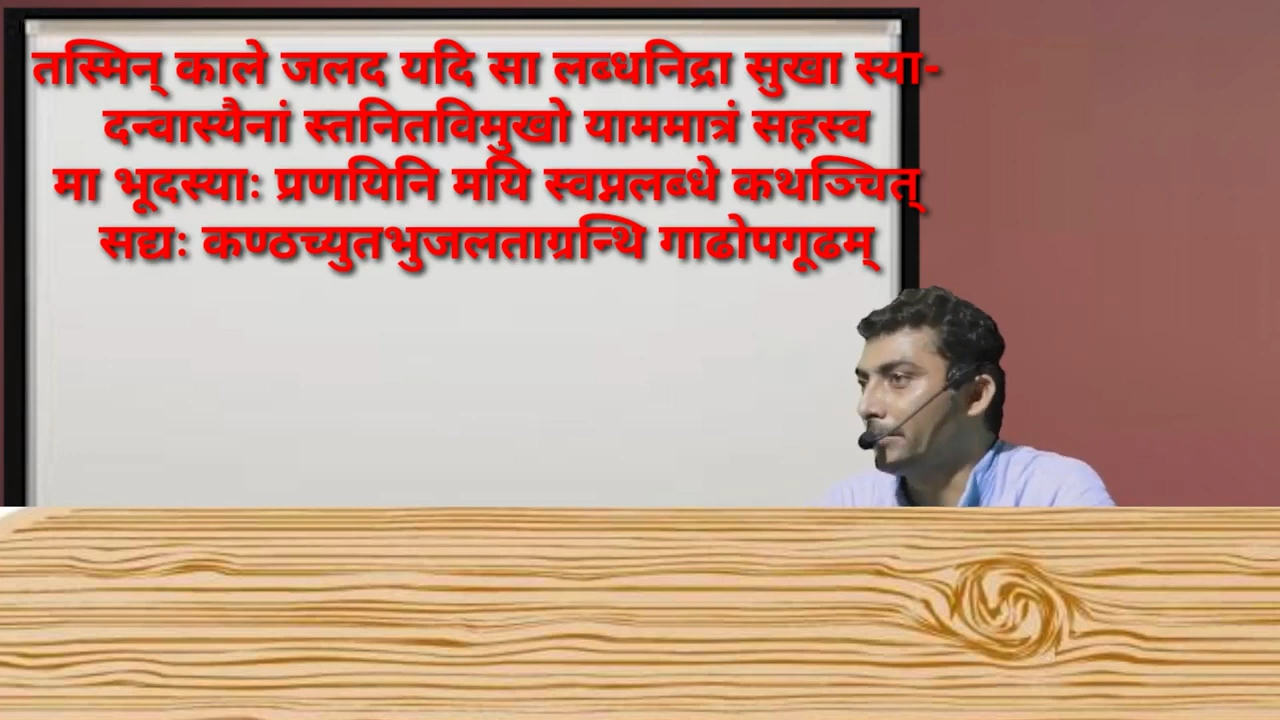 तस्मिन् काले जलद यदि सा लब्धनिद्रा सुखा स्या-
दन्वास्यैनां स्तनितविमुखो याममात्रं सहस्व
मा भूदस्याः प्रणयिनि मयि स्वप्नलब्धे कथञ्चित्
सद्यः कण्ठच्युतभुजलताग्रन्थि गाढोपगूढम्